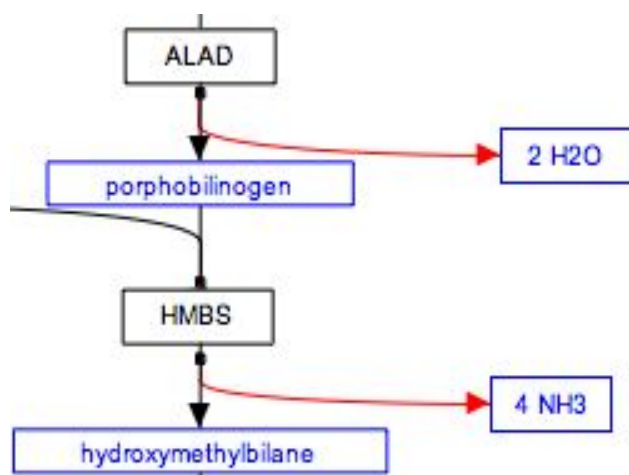 ALAD
2 H2O
porphobilinogen
HMBS
4 NH3
hydroxymethylbilane